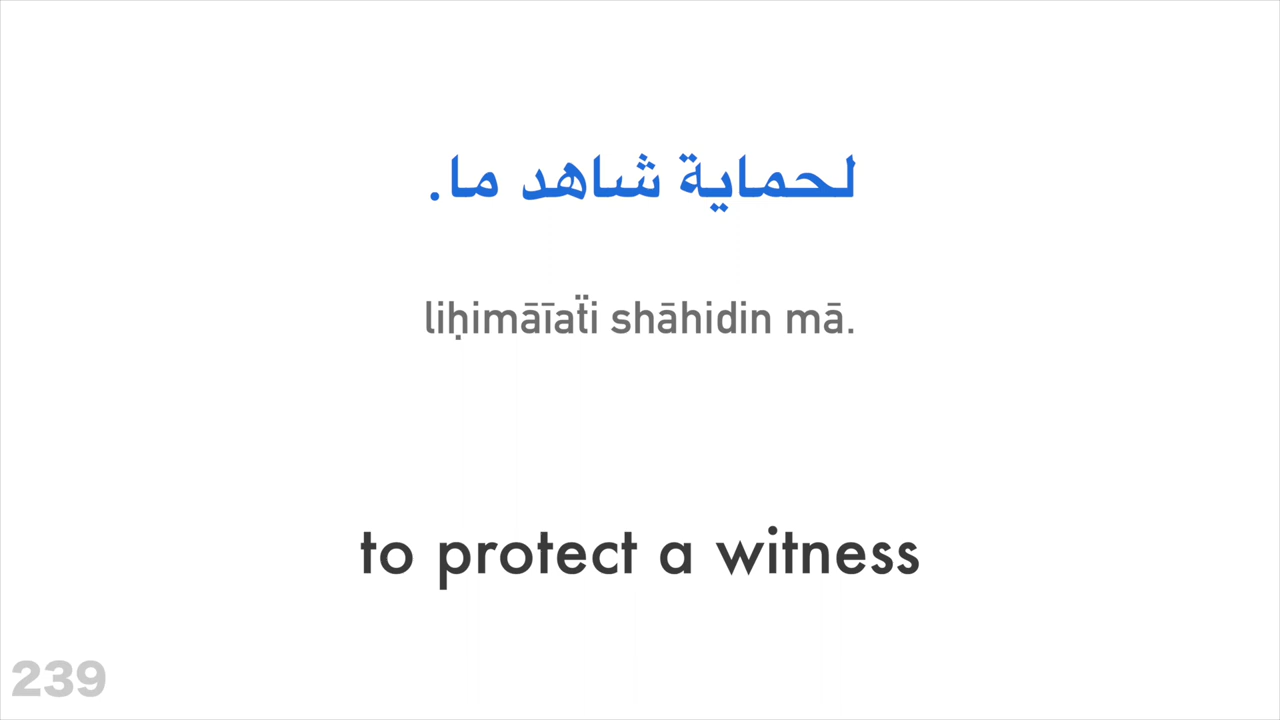 لحماية شاهد ما.
liḥimāīaẗi shāhidin mā.
to protect a witness
239